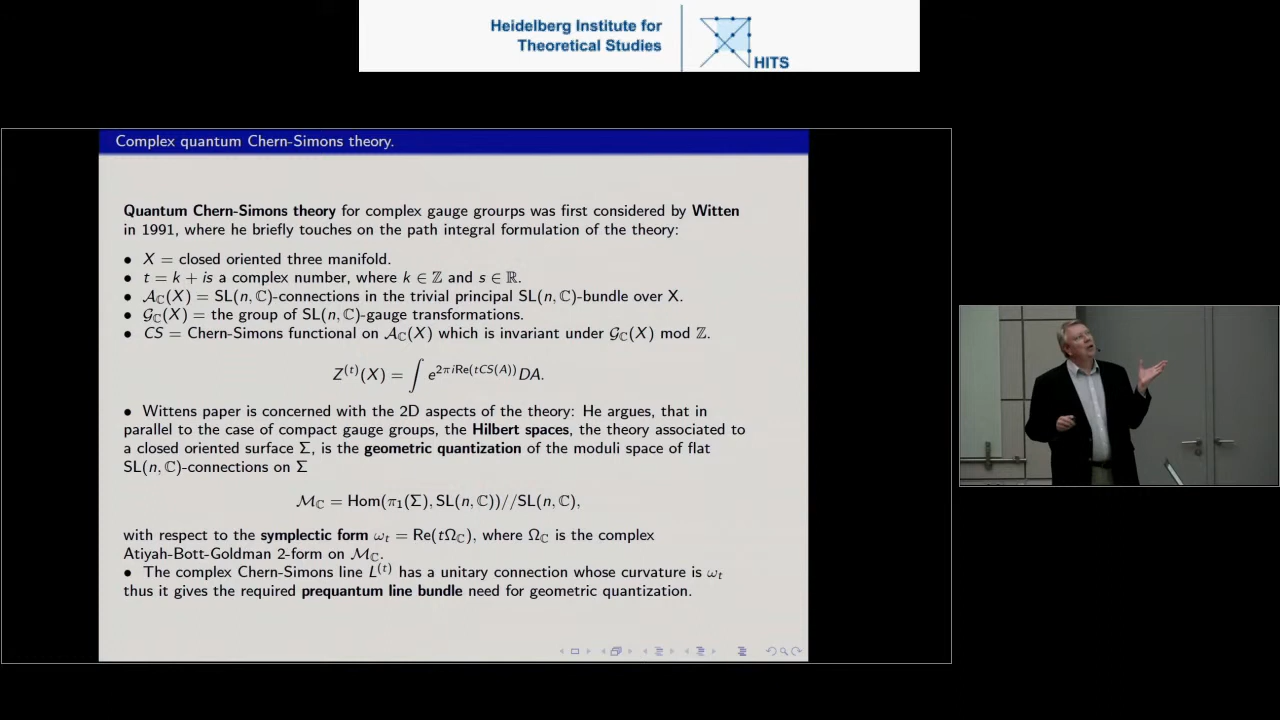 Heidelberg Institute for
Theoretical Studies
HITS
Complex quantum Chern-Simons theory.
Quantum Chern-Simons theory for complex gauge grourps was first considered by Witten
in 1991, where he briefly touches on the path integral formulation of the theory:
• X = closed oriented three manifold.
• t = k + is a complex number, where k ∈ ℤ and s ∈ ℝ.
• 𝒜_ℂ(X) = SL(n, ℂ)-connections in the trivial principal SL(n, ℂ)-bundle over X.
• 𝒢_ℂ(X) = the group of SL(n, ℂ)-gauge transformations.
• CS = Chern-Simons functional on 𝒜_ℂ(X) which is invariant under 𝒢_ℂ(X) mod ℤ.
Z^(t)(X) = ∫ e^{2πiRe(tCS(A))} DA.
• Wittens paper is concerned with the 2D aspects of the theory: He argues, that in
parallel to the case of compact gauge groups, the Hilbert spaces, the theory associated to
a closed oriented surface Σ, is the geometric quantization of the moduli space of flat
SL(n, ℂ)-connections on Σ
ℳ_ℂ = Hom(π₁(Σ), SL(n, ℂ))//SL(n, ℂ),
with respect to the symplectic form ω_t = Re(tΩ_ℂ), where Ω_ℂ is the complex
Atiyah-Bott-Goldman 2-form on ℳ_ℂ.
• The complex Chern-Simons line L^(t) has a unitary connection whose curvature is ω_t
thus it gives the required prequantum line bundle need for geometric quantization.